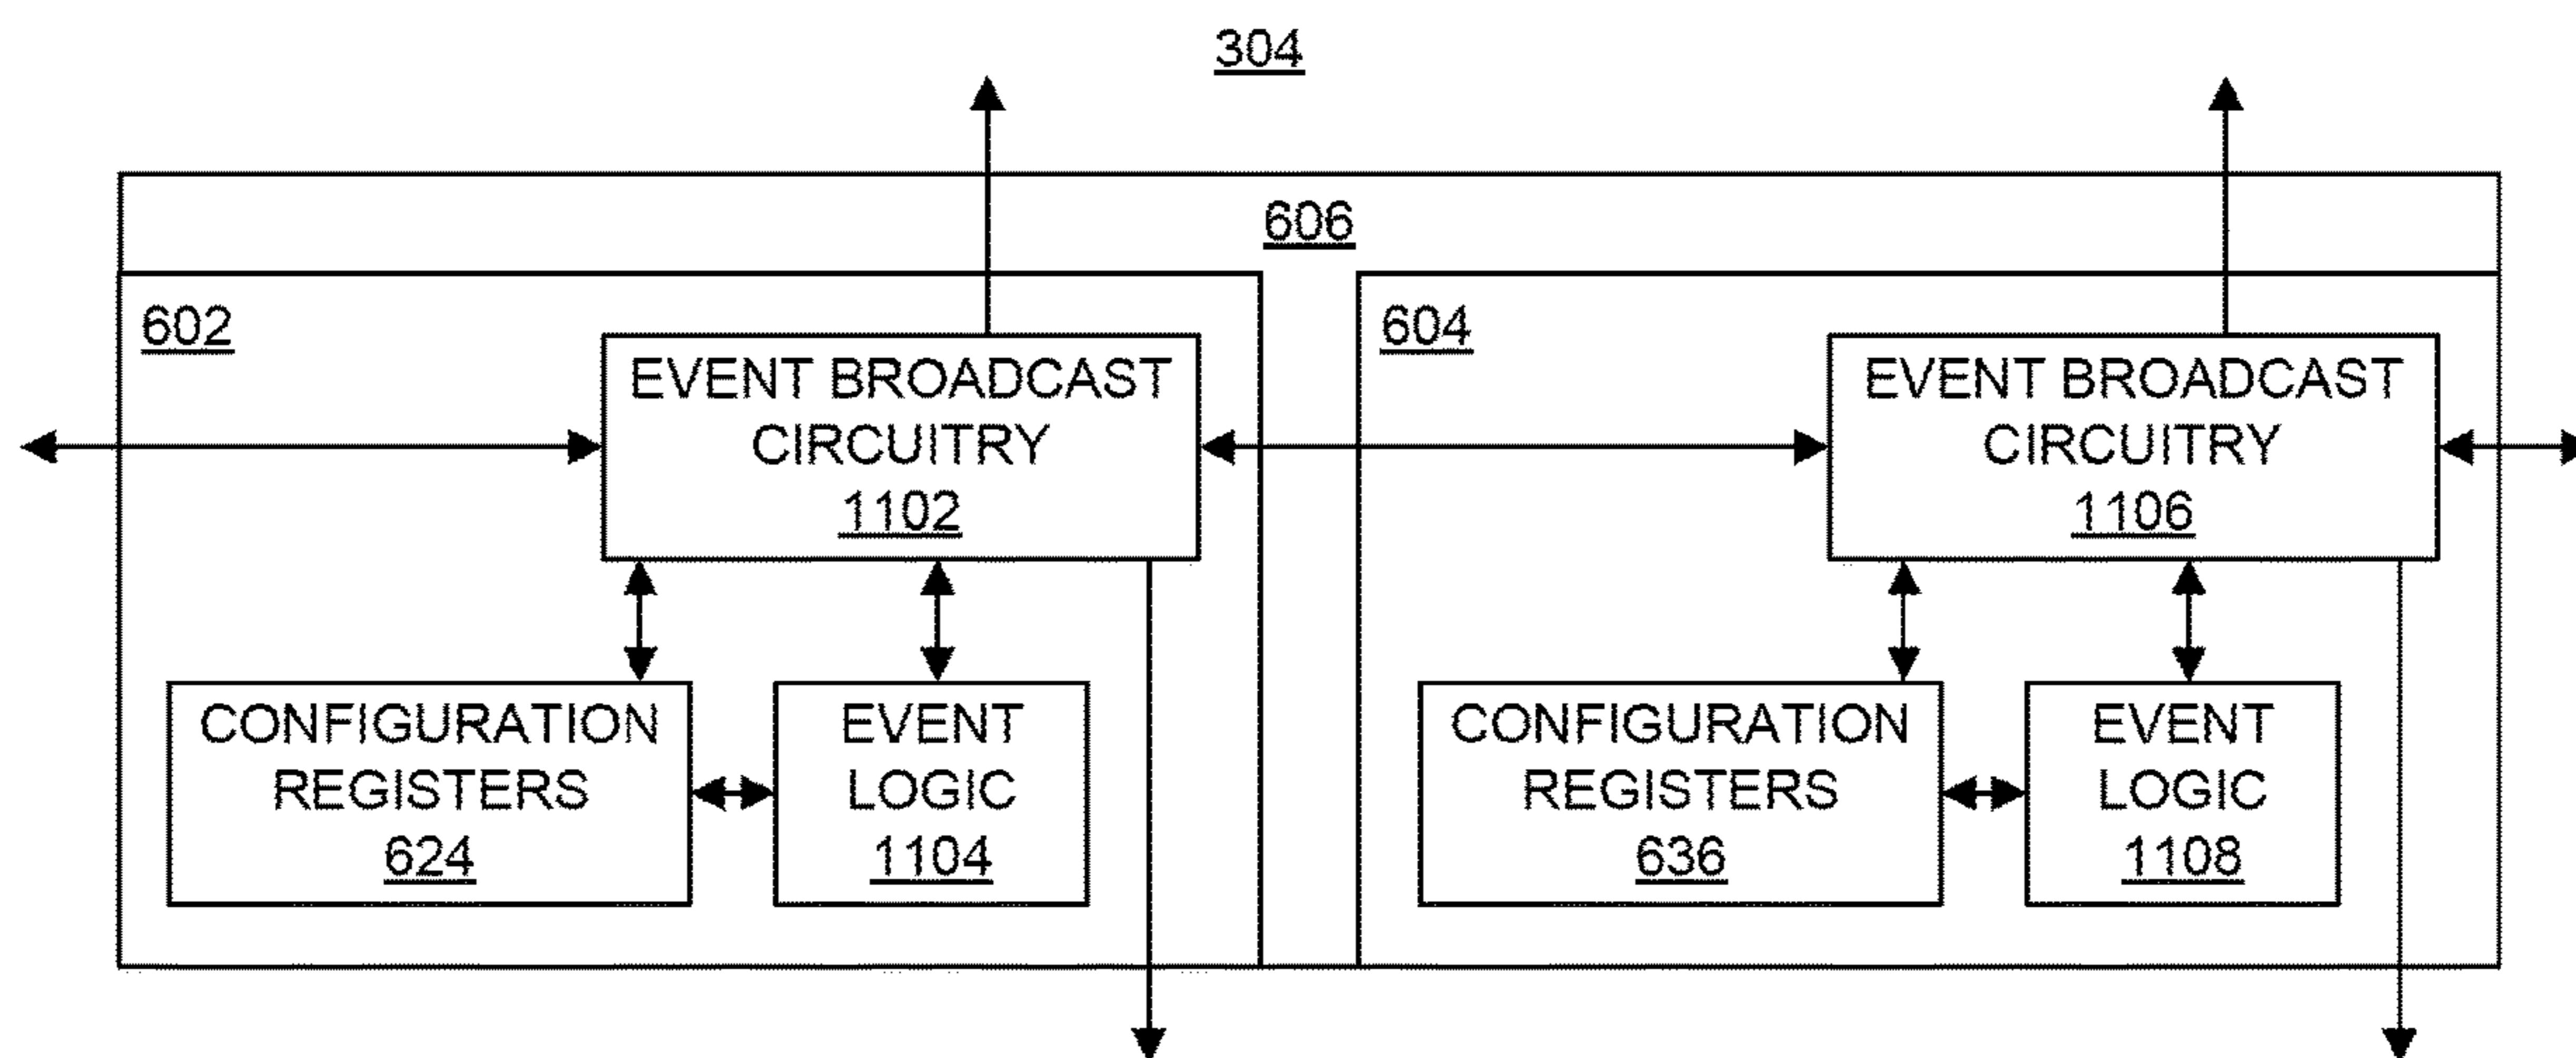 304
606
602
EVENT BROADCAST
CIRCUITRY
1102
CONFIGURATION
REGISTERS
624
EVENT
LOGIC
1104
604
EVENT BROADCAST
CIRCUITRY
1106
CONFIGURATION
REGISTERS
636
EVENT
LOGIC
1108